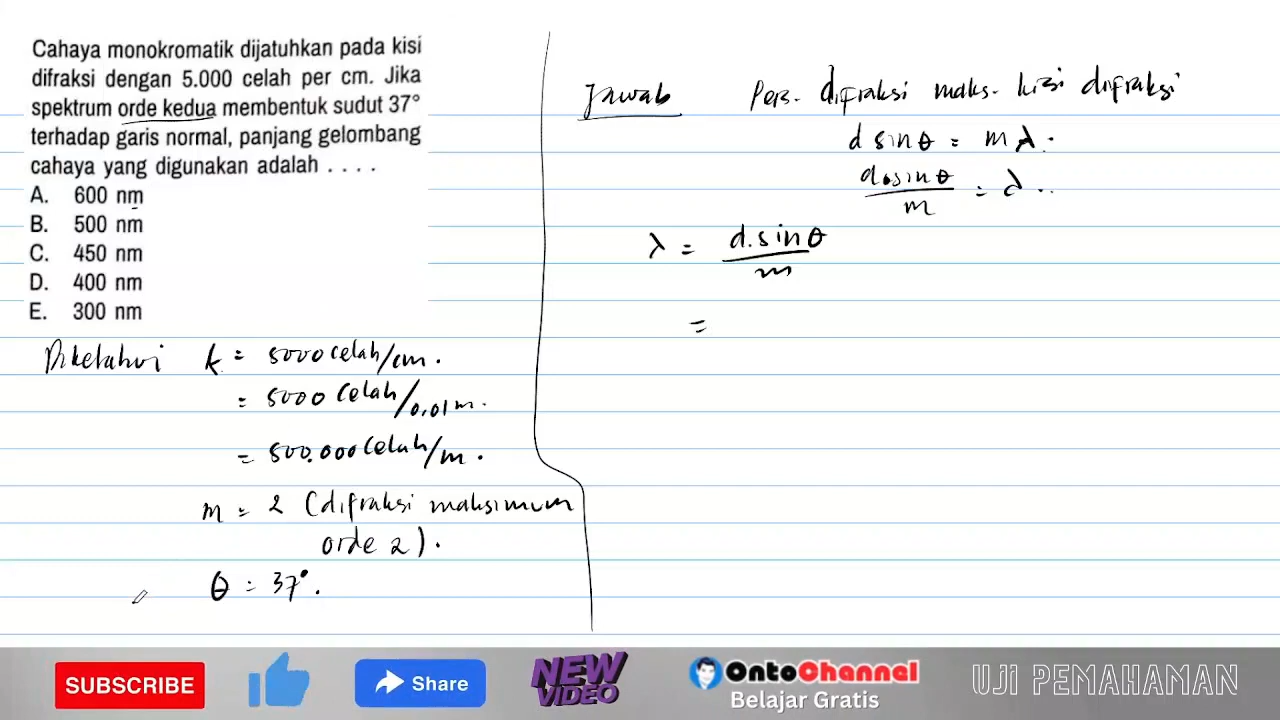 Cahaya monokromatik dijatuhkan pada kisi
difraksi dengan 5.000 celah per cm. Jika
spektrum orde kedua membentuk sudut 37°
terhadap garis normal, panjang gelombang
cahaya yang digunakan adalah . . . .
A. 600 nm
B. 500 nm
C. 450 nm
D. 400 nm
E. 300 nm
Diketahui k = 5000 celah/cm.
= 5000 celah/0,01 m.
= 500.000 celah/m.
m = 2 (difraksi maksimum
orde 2).
θ = 37°.
Jawab Pers. difraksi maks. kisi difraksi
d sin θ = m λ.
d. sin θ / m = λ ..
λ = d. sin θ / m
=
SUBSCRIBE
Share
NEW
VIDEO
OntoChannel
Belajar Gratis
UJI PEMAHAMAN